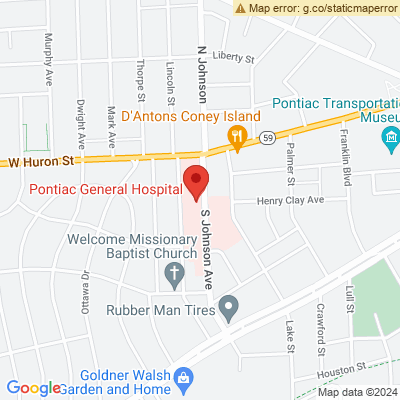 Map error: g.co/staticmaperror
Murphy Ave
Thorpe St
Lincoln St
N Johnson
Liberty St
Dwight Ave
Mark Ave
D'Antons Coney Island
Pontiac Transportatio
Museu
59
Palmer St
Franklin Blvd
W Huron St
Pontiac General Hospital
Henry Clay Ave
S Johnson Ave
Welcome Missionary
Baptist Church
Ottawa Dr
Rubber Man Tires
Lull St
Crawford St
Lake St
Goldner Walsh
Garden and Home
Houston St
Google
Map data ©2024